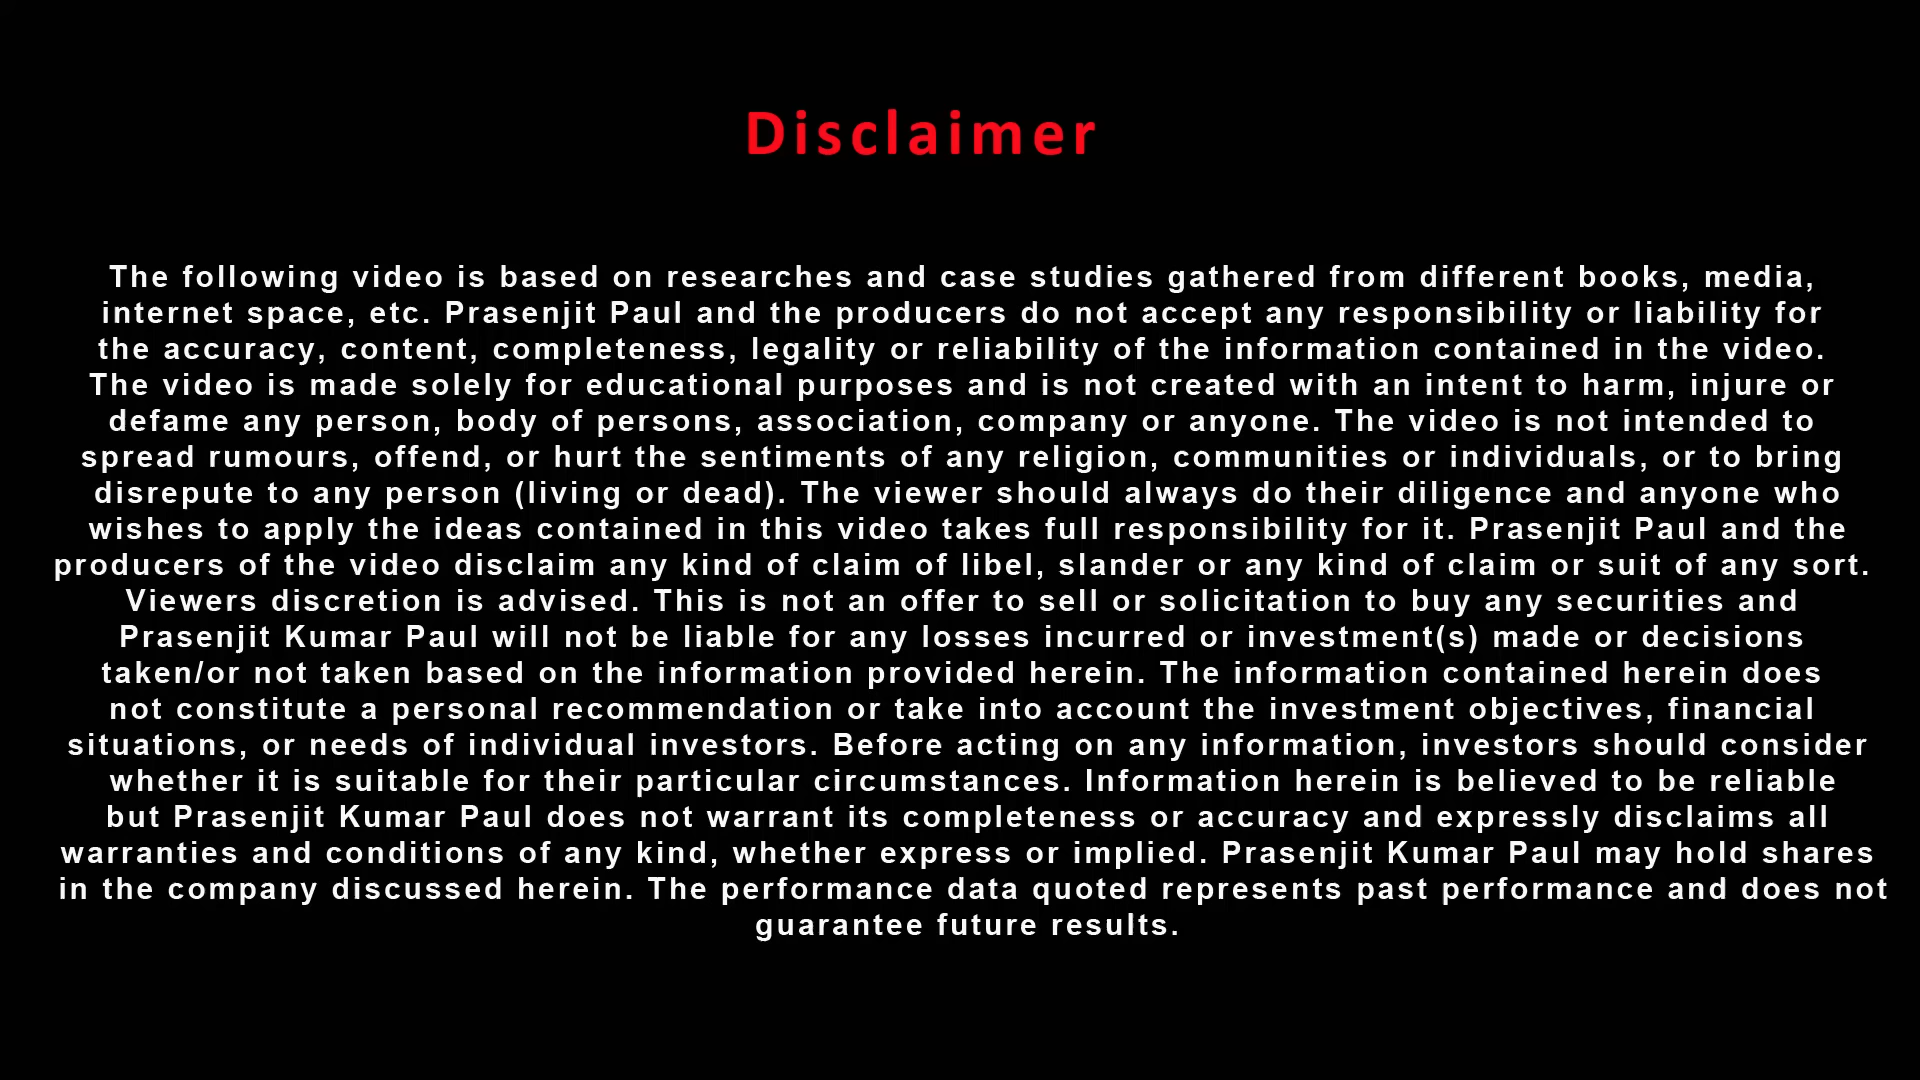 Disclaimer
The following video is based on researches and case studies gathered from different books, media,
internet space, etc. Prasenjit Paul and the producers do not accept any responsibility or liability for
the accuracy, content, completeness, legality or reliability of the information contained in the video.
The video is made solely for educational purposes and is not created with an intent to harm, injure or
defame any person, body of persons, association, company or anyone. The video is not intended to
spread rumours, offend, or hurt the sentiments of any religion, communities or individuals, or to bring
disrepute to any person (living or dead). The viewer should always do their diligence and anyone who
wishes to apply the ideas contained in this video takes full responsibility for it. Prasenjit Paul and the
producers of the video disclaim any kind of claim of libel, slander or any kind of claim or suit of any sort.
Viewers discretion is advised. This is not an offer to sell or solicitation to buy any securities and
Prasenjit Kumar Paul will not be liable for any losses incurred or investment(s) made or decisions
taken/or not taken based on the information provided herein. The information contained herein does
not constitute a personal recommendation or take into account the investment objectives, financial
situations, or needs of individual investors. Before acting on any information, investors should consider
whether it is suitable for their particular circumstances. Information herein is believed to be reliable
but Prasenjit Kumar Paul does not warrant its completeness or accuracy and expressly disclaims all
warranties and conditions of any kind, whether express or implied. Prasenjit Kumar Paul may hold shares
in the company discussed herein. The performance data quoted represents past performance and does not
guarantee future results.